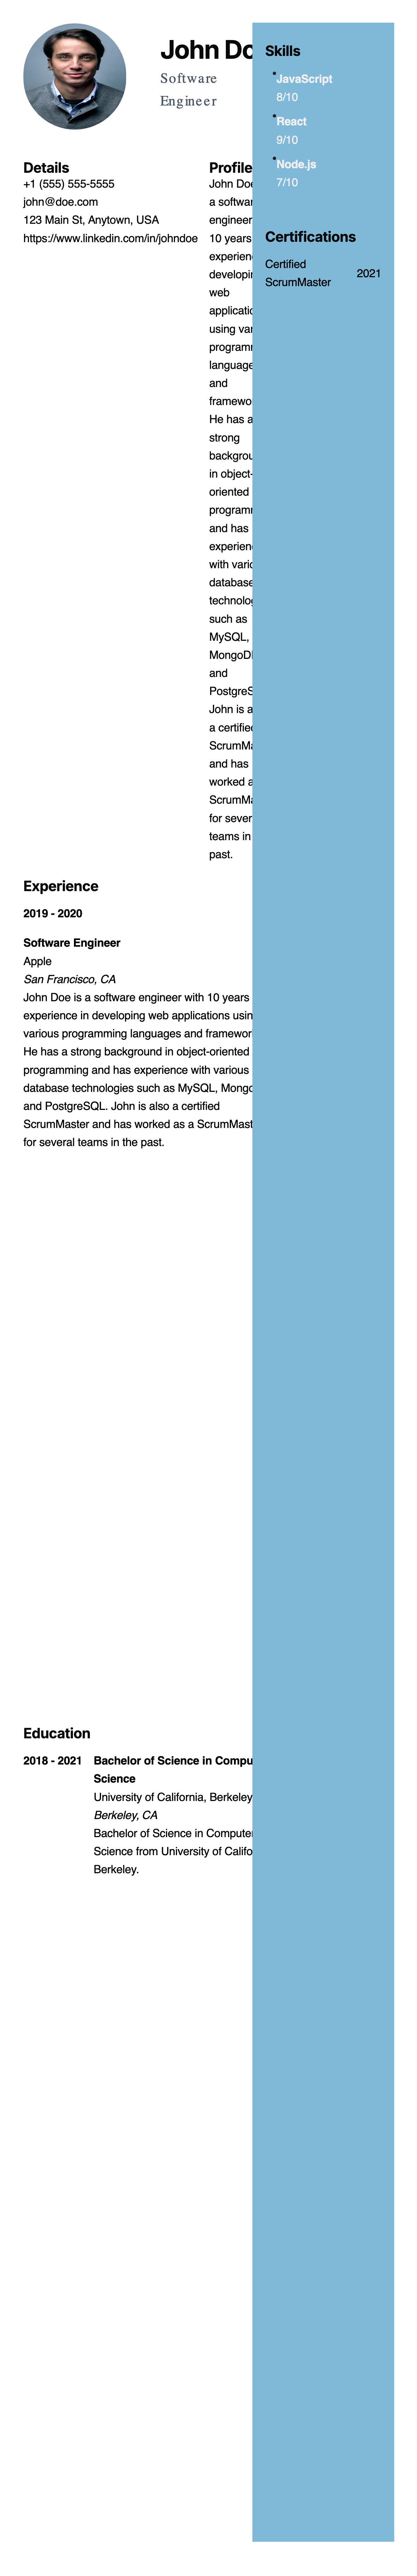 John Do
Software
Engineer
Details
+1 (555) 555-5555
john@doe.com
123 Main St, Anytown, USA
https://www.linkedin.com/in/johndoe
Profile
John Doe
a softwar
engineer
10 years
experien
developin
web
applicatio
using var
programm
language
and
framewo
He has a
strong
backgrou
in object-
oriented
programm
and has
experien
with vario
database
technolog
such as
MySQL,
MongoD
and
PostgreS
John is a
a certified
ScrumMa
and has
worked a
ScrumMa
for sever
teams in
past.
Experience
2019 - 2020
Software Engineer
Apple
San Francisco, CA
John Doe is a software engineer with 10 years
experience in developing web applications usin
various programming languages and framewor
He has a strong background in object-oriented
programming and has experience with various
database technologies such as MySQL, Mongo
and PostgreSQL. John is also a certified
ScrumMaster and has worked as a ScrumMast
for several teams in the past.
Education
2018 - 2021
Bachelor of Science in Compu
Science
University of California, Berkeley
Berkeley, CA
Bachelor of Science in Computer
Science from University of Califo
Berkeley.
Skills
JavaScript
8/10
React
9/10
Node.js
7/10
Certifications
Certified
ScrumMaster
2021